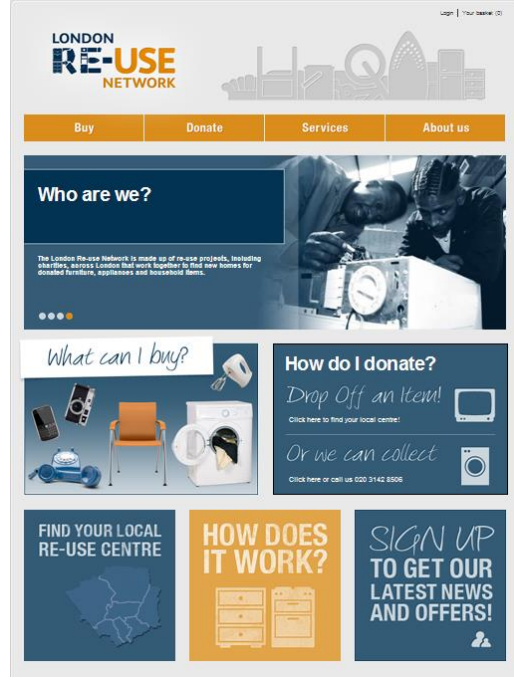 Login | Your basket (0)
LONDON
RE-USE
NETWORK
Buy
Donate
Services
About us
Who are we?
The London Re-use Network is made up of re-use projects, including
charities, across London that work together to find new homes for
donated furniture, appliances and household items.
What can I buy?
How do I donate?
Drop Off an Item!
Click here to find your local centre!
Or we can collect
Click here or call us 020 3142 8506
FIND YOUR LOCAL
RE-USE CENTRE
HOW DOES
IT WORK?
SIGN UP
TO GET OUR
LATEST NEWS
AND OFFERS!